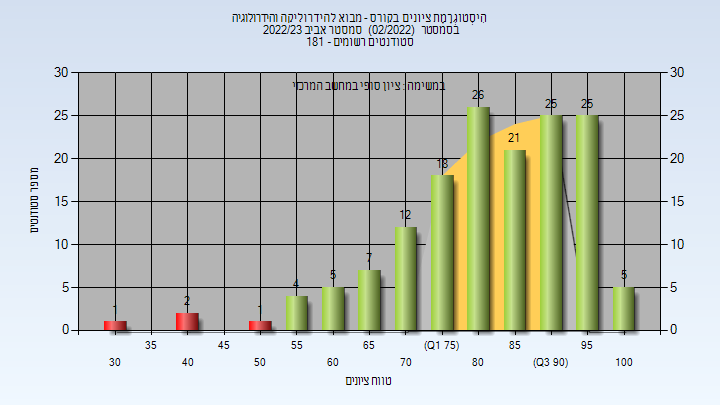 היסטוגרמת ציונים בקורס - מבוא להידרוליקה והידרולוגיה
בסמסטר (02/2022) סמסטר אביב 2022/23
181 - סטודנטים רשומים
במשימה: ציון סופי במחשב המרכזי
מספר סטודנטים
30 30
25 25
20 20
15 15
10 10
5 5
0 0
1 2 1 4 5 7 12 18 26 21 25 25 5
35 45 55 65 (Q1 75) 85 95
30 40 50 60 70 80 (Q3 90) 100
טווח ציונים